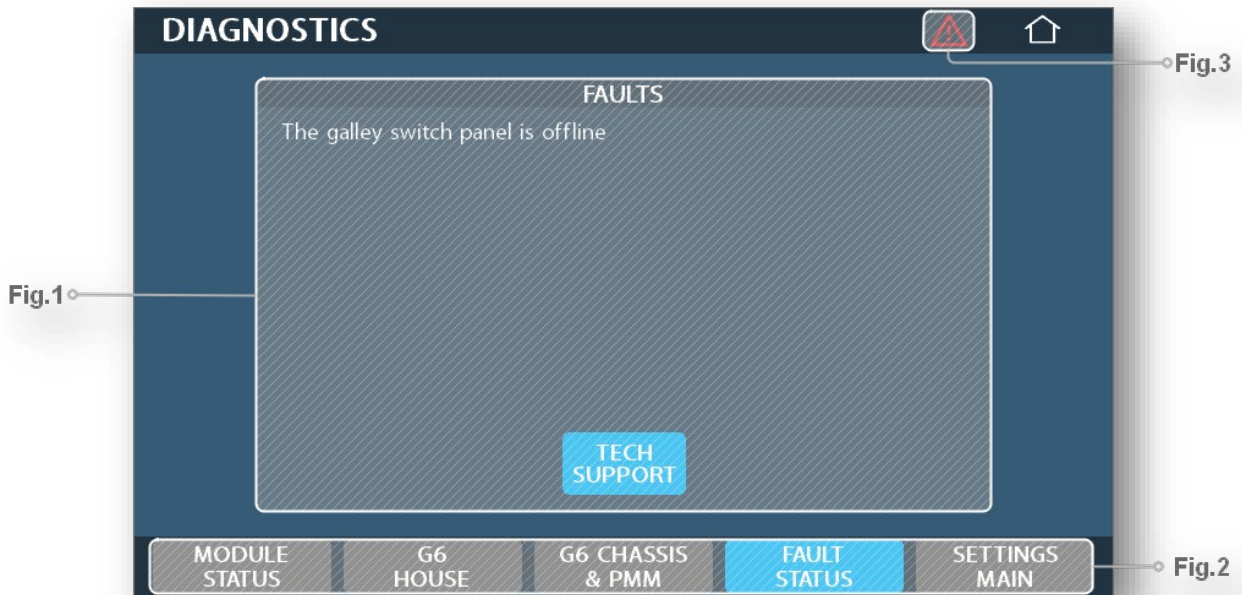 DIAGNOSTICS
Fig.3
FAULTS
The galley switch panel is offline
Fig.1
TECH
SUPPORT
MODULE
STATUS
G6
HOUSE
G6 CHASSIS
& PMM
FAULT
STATUS
SETTINGS
MAIN
Fig.2